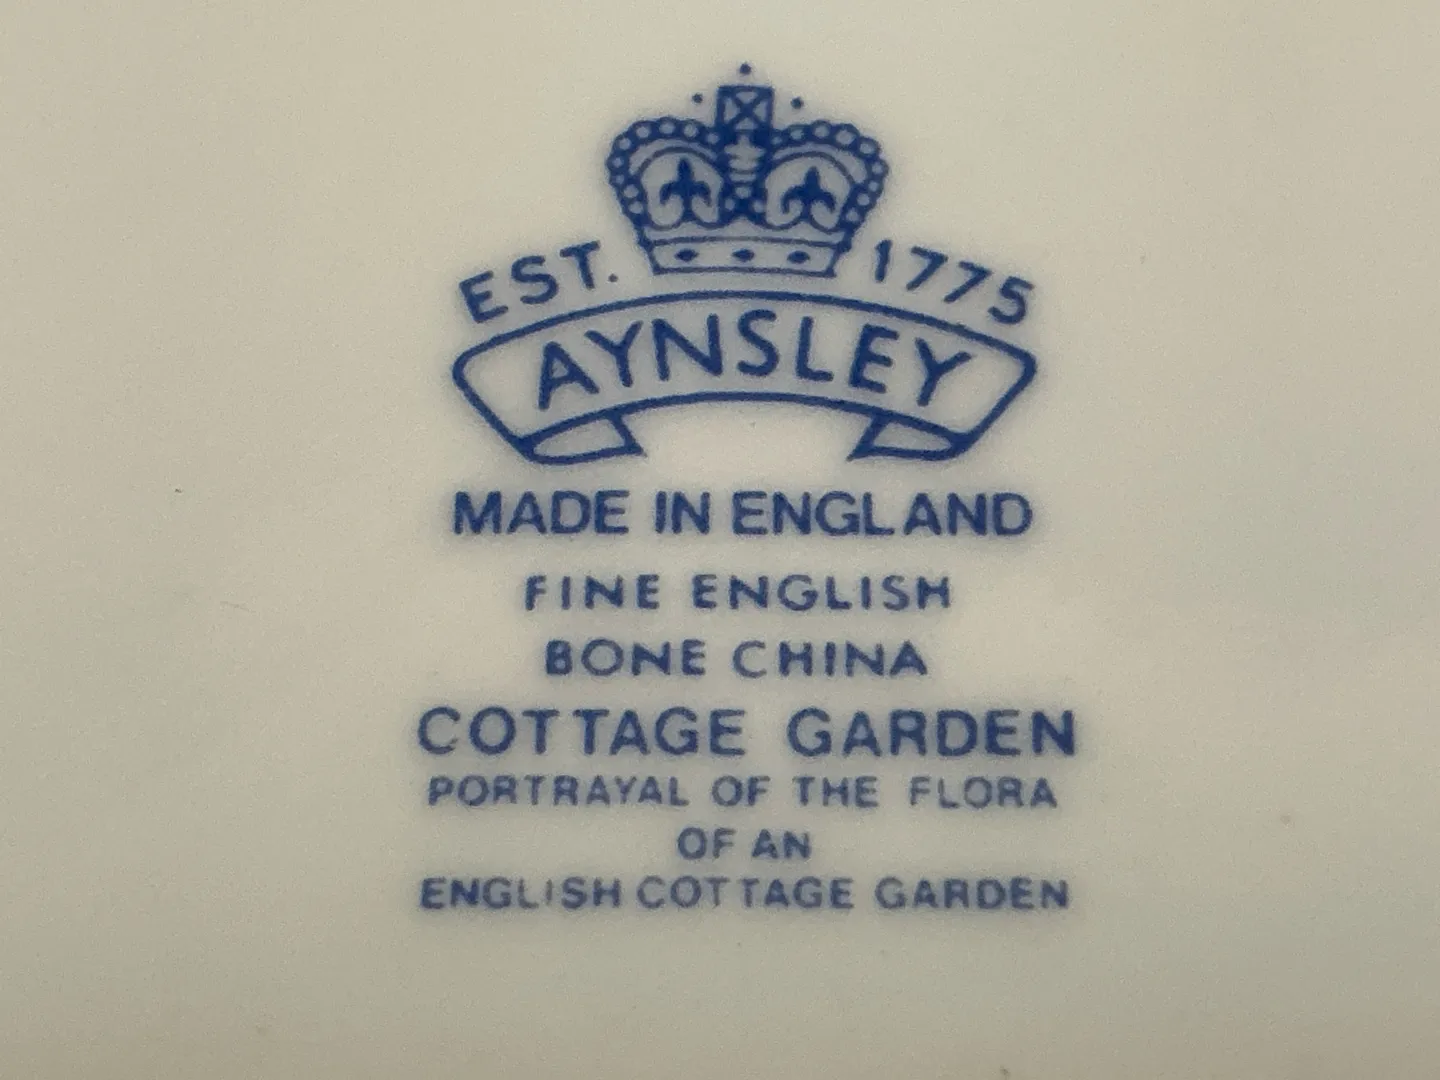 EST. 1775
AYNSLEY
MADE IN ENGLAND
FINE ENGLISH
BONE CHINA
COTTAGE GARDEN
PORTRAYAL OF THE FLORA
OF AN
ENGLISH COTTAGE GARDEN